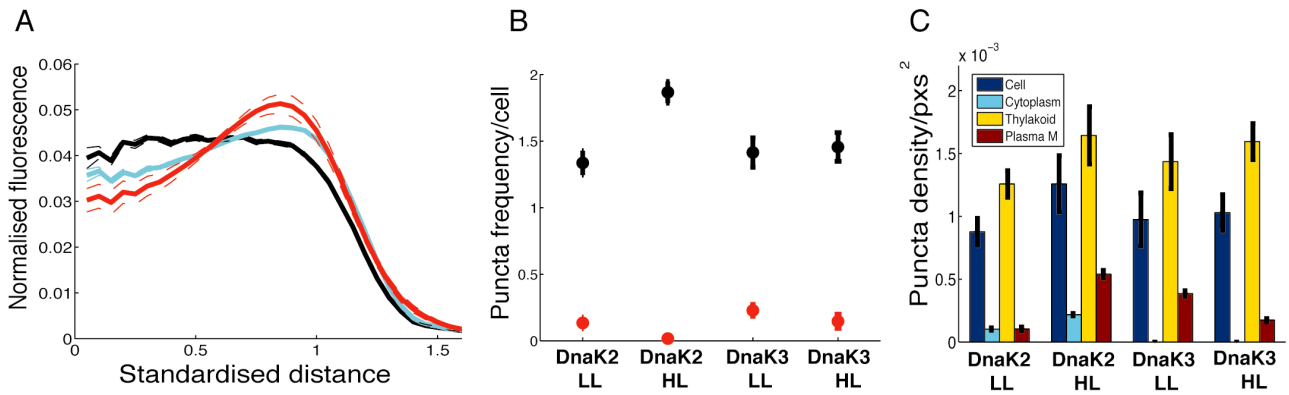 A
Normalised fluorescence
0.06
0.05
0.04
0.03
0.02
0.01
0
0
0.5
1
1.5
Standardised distance
B
Puncta frequency/cell
2
1.5
1
0.5
0
DnaK2 DnaK2 DnaK3 DnaK3
LL HL LL HL
C
x 10⁻³
Puncta density/pxs²
2
1.5
1
0.5
0
Cell
Cytoplasm
Thylakoid
Plasma M
DnaK2 DnaK2 DnaK3 DnaK3
LL HL LL HL